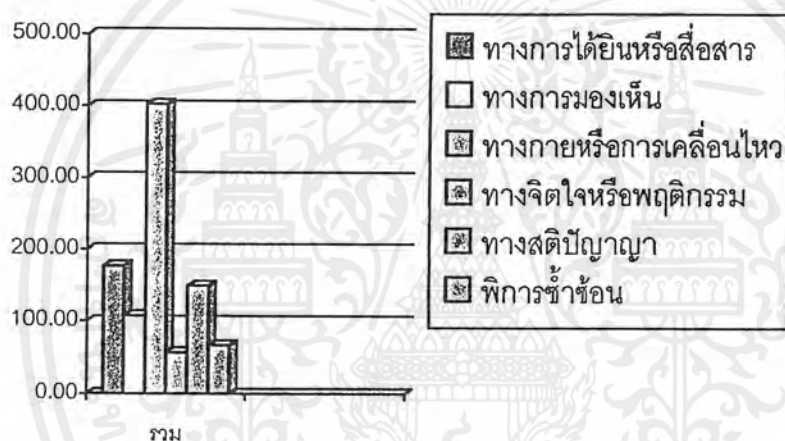 500.00
400.00
300.00
200.00
100.00
0.00
รวม
ทางการได้ยินหรือสื่อสาร
ทางการมองเห็น
ทางกายหรือการเคลื่อนไหว
ทางจิตใจหรือพฤติกรรม
ทางสติปัญาญา
พิการซ้ำซ้อน